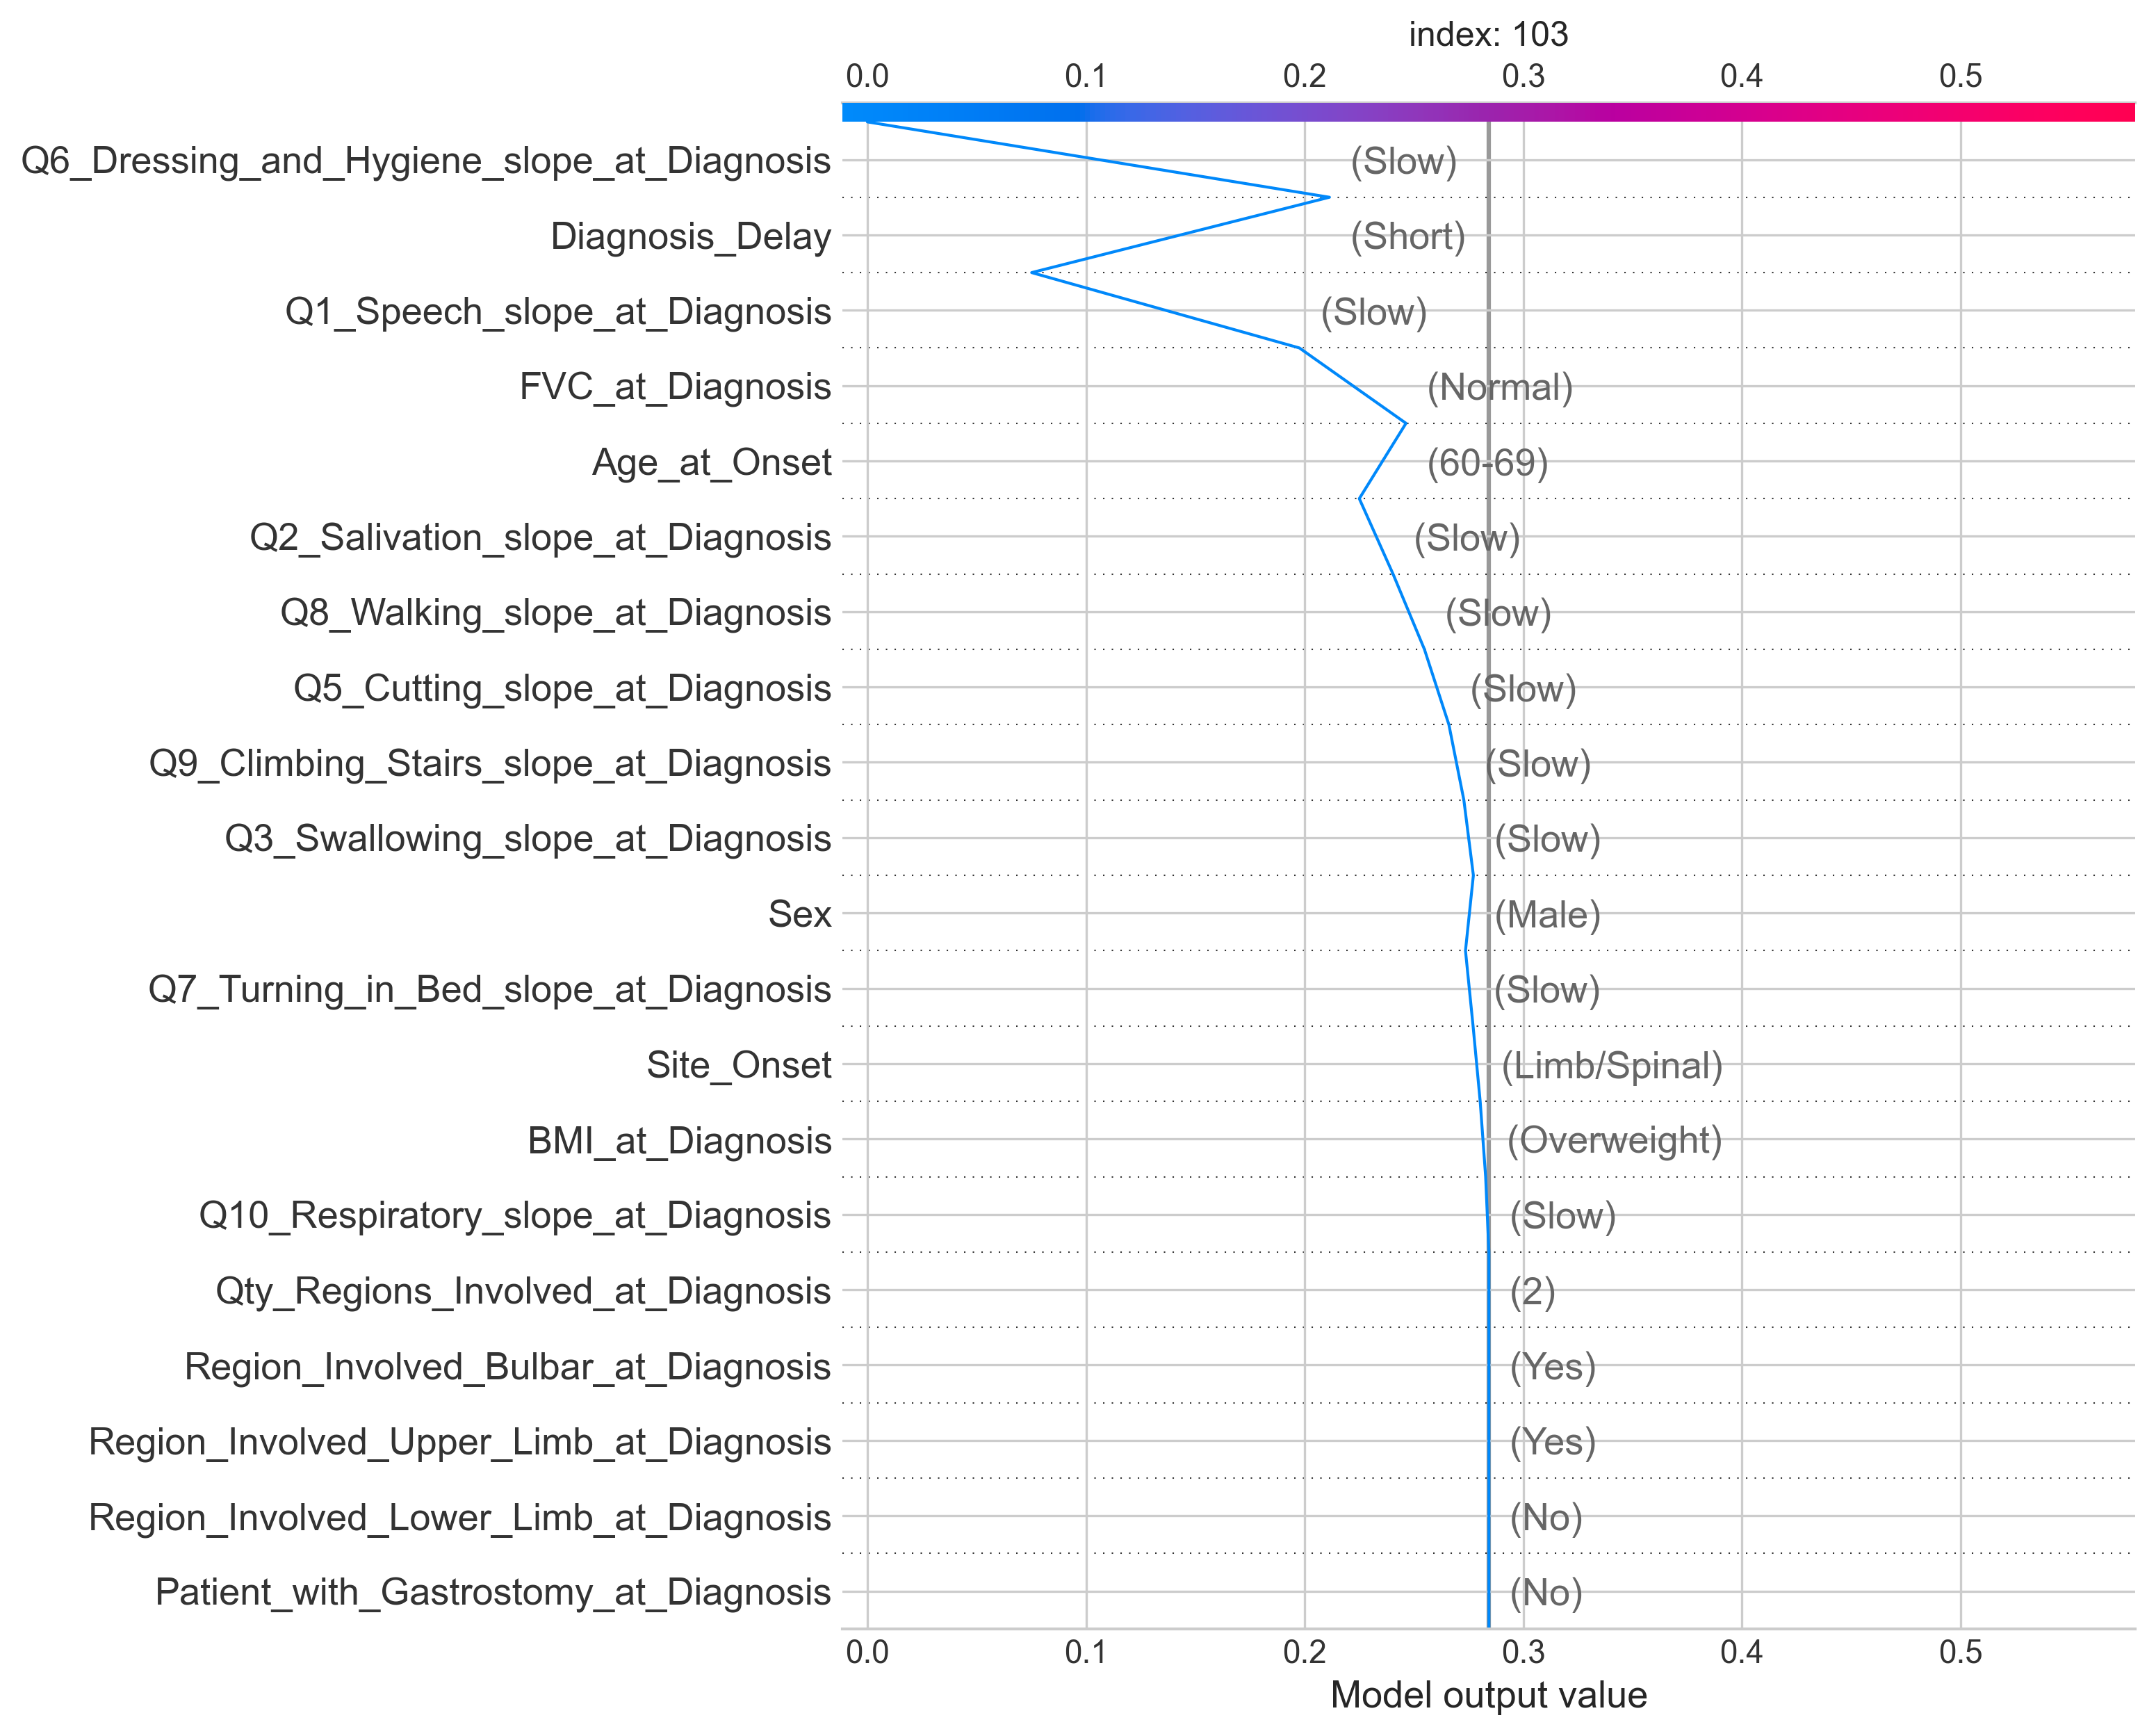 index: 103
0.0 0.1 0.2 0.3 0.4 0.5
Q6_Dressing_and_Hygiene_slope_at_Diagnosis (Slow)
Diagnosis_Delay (Short)
Q1_Speech_slope_at_Diagnosis (Slow)
FVC_at_Diagnosis (Normal)
Age_at_Onset (60-69)
Q2_Salivation_slope_at_Diagnosis (Slow)
Q8_Walking_slope_at_Diagnosis (Slow)
Q5_Cutting_slope_at_Diagnosis (Slow)
Q9_Climbing_Stairs_slope_at_Diagnosis (Slow)
Q3_Swallowing_slope_at_Diagnosis (Slow)
Sex (Male)
Q7_Turning_in_Bed_slope_at_Diagnosis (Slow)
Site_Onset (Limb/Spinal)
BMI_at_Diagnosis (Overweight)
Q10_Respiratory_slope_at_Diagnosis (Slow)
Qty_Regions_Involved_at_Diagnosis (2)
Region_Involved_Bulbar_at_Diagnosis (Yes)
Region_Involved_Upper_Limb_at_Diagnosis (Yes)
Region_Involved_Lower_Limb_at_Diagnosis (No)
Patient_with_Gastrostomy_at_Diagnosis (No)
0.0 0.1 0.2 0.3 0.4 0.5
Model output value